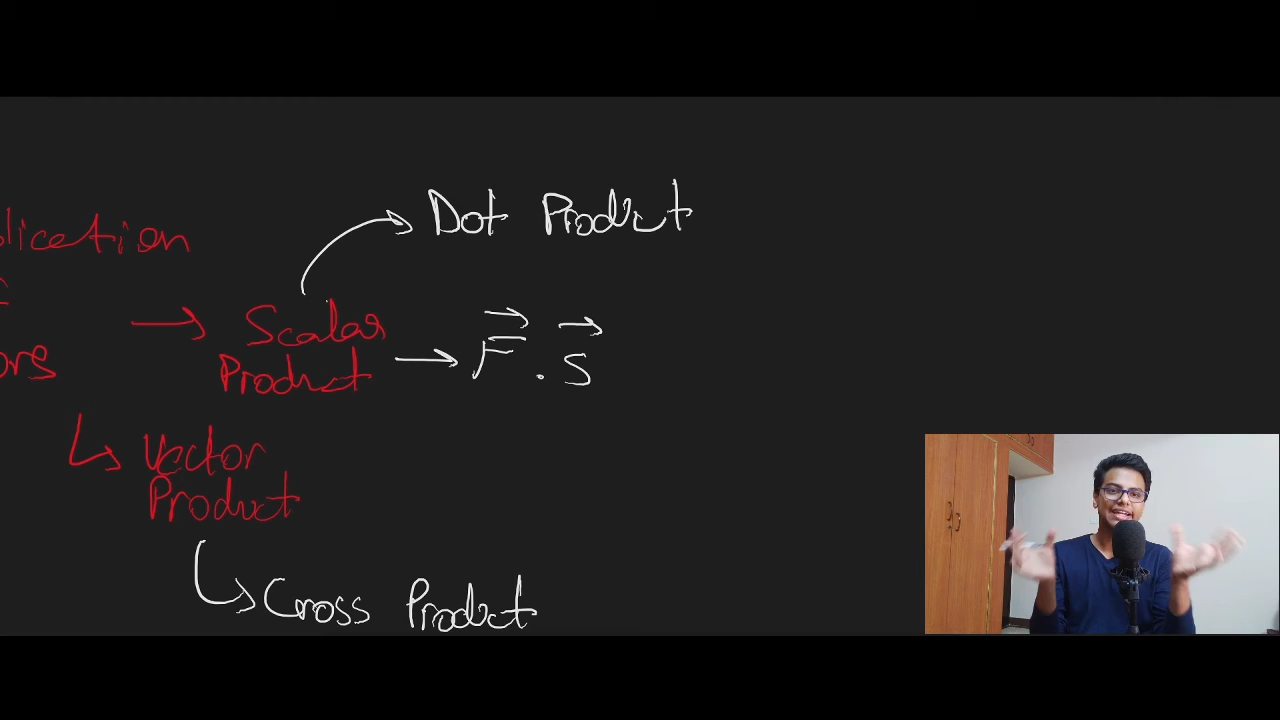 Dot Product
lication
→ Scalar
Product → F⃗ . S⃗
ors
Vector
Product
Cross Product